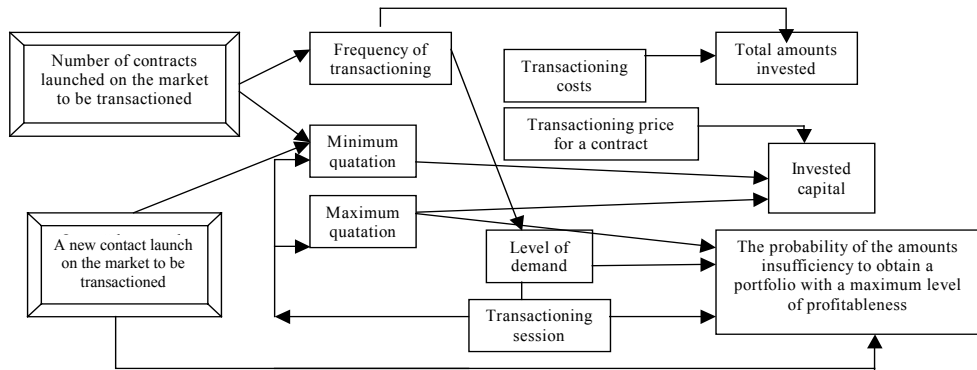 Number of contracts
launched on the market
to be transactioned
Frequency of
transactioning
Transactioning
costs
Total amounts
invested
Transactioning price
for a contract
Minimum
quatation
Invested
capital
Maximum
quatation
A new contact launch
on the market to be
transactioned
Level of
demand
The probability of the amounts
insufficiency to obtain a
portfolio with a maximum level
of profitableness
Transactioning
session